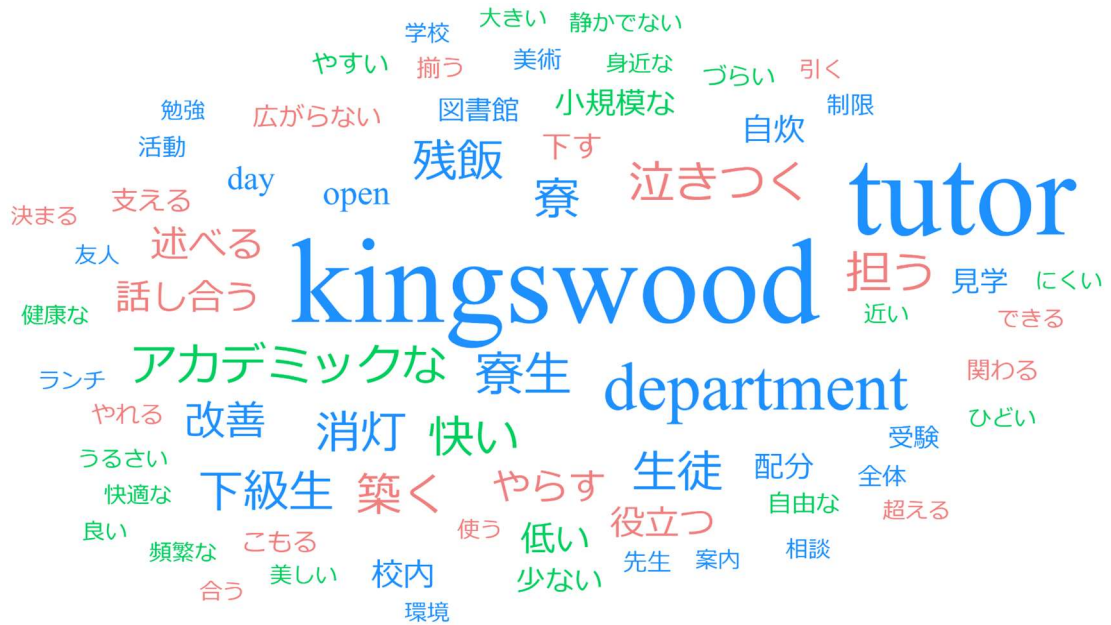 学校 大きい 静かでない
やすい 揃う 美術 身近な づらい 引く
勉強 広がらない 図書館 小規模な 自炊 制限
活動 day open 残飯 下す 寮 泣きつく tutor
決まる 支える
友人 述べる kingswood 担う 見学 にくい
健康な 話し合う 近い できる
ランチ アカデミックな 寮生 department 関わる
やれる 改善 消灯 快い 受験 ひどい
うるさい 下級生 築く やらす 生徒 配分 全体
快適な 自由な 超える
良い 頻繁な こもる 使う 低い 役立つ
合う 美しい 校内 少ない 先生 案内 相談
環境